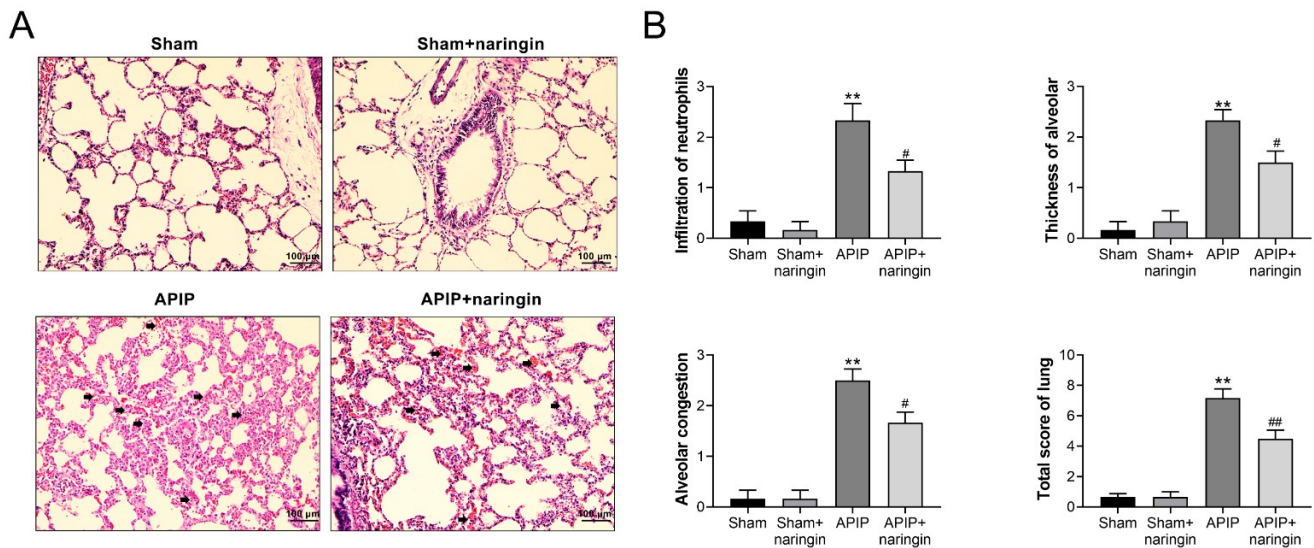 A
Sham
Sham+naringin
100 µm
100 µm
APIP
APIP+naringin
100 µm
100 µm
B
Infiltration of neutrophils
3
2
1
0
**
#
Sham
Sham+
naringin
APIP
APIP+
naringin
Thickness of alveolar
3
2
1
0
**
#
Sham
Sham+
naringin
APIP
APIP+
naringin
Alveolar congestion
3
2
1
0
**
#
Sham
Sham+
naringin
APIP
APIP+
naringin
Total score of lung
10
8
6
4
2
0
**
##
Sham
Sham+
naringin
APIP
APIP+
naringin